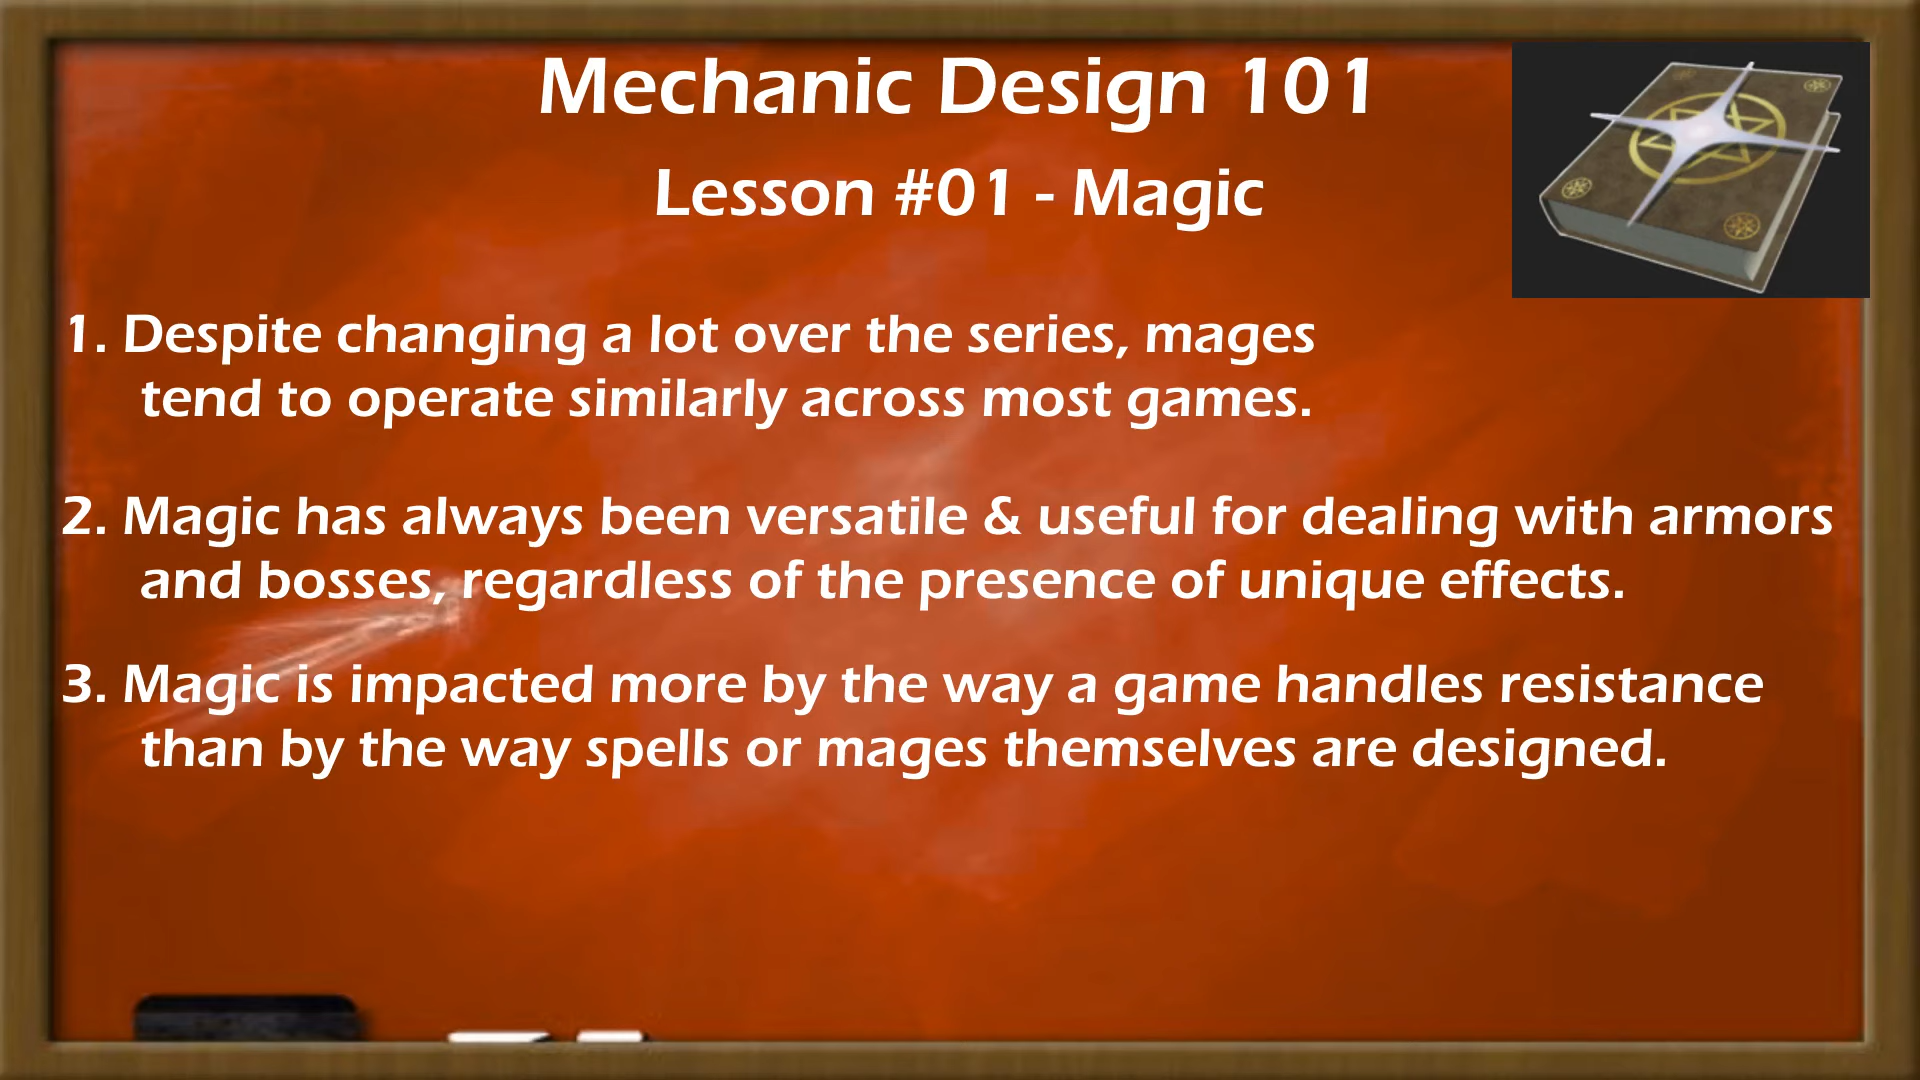 Mechanic Design 101
Lesson #01 - Magic
1. Despite changing a lot over the series, mages
tend to operate similarly across most games.
2. Magic has always been versatile & useful for dealing with armors
and bosses, regardless of the presence of unique effects.
3. Magic is impacted more by the way a game handles resistance
than by the way spells or mages themselves are designed.